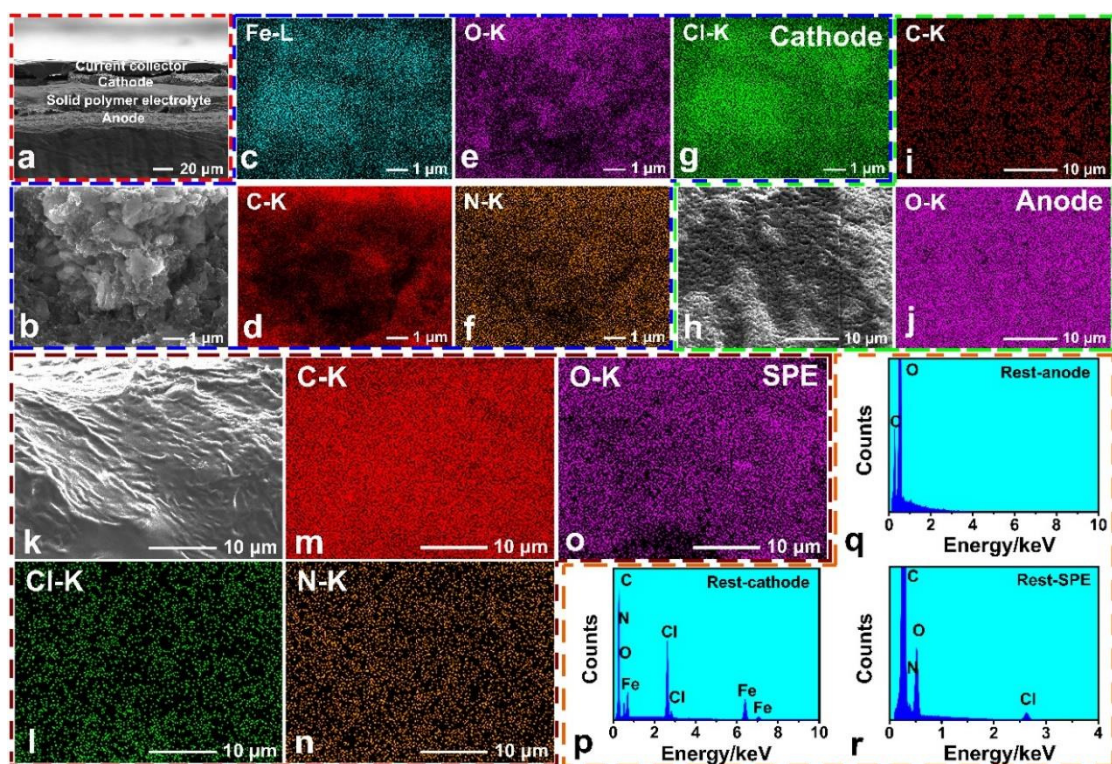 Current collector
Cathode
Solid polymer electrolyte
Anode
a
20 µm
Fe-L
c
1 µm
O-K
e
1 µm
Cl-K
Cathode
g
1 µm
C-K
i
10 µm
b
1 µm
C-K
d
1 µm
N-K
f
1 µm
h
10 µm
O-K
Anode
j
10 µm
k
10 µm
C-K
m
10 µm
O-K
SPE
o
10 µm
Rest-anode
O
C
Counts
0 2 4 6 8 10
Energy/keV
q
Cl-K
l
10 µm
N-K
n
10 µm
Rest-cathode
C
N
O
Fe
Cl
Cl
Fe
Fe
Counts
0 2 4 6 8 10
Energy/keV
p
Rest-SPE
C
O
N
Cl
Counts
0 1 2 3 4
Energy/keV
r